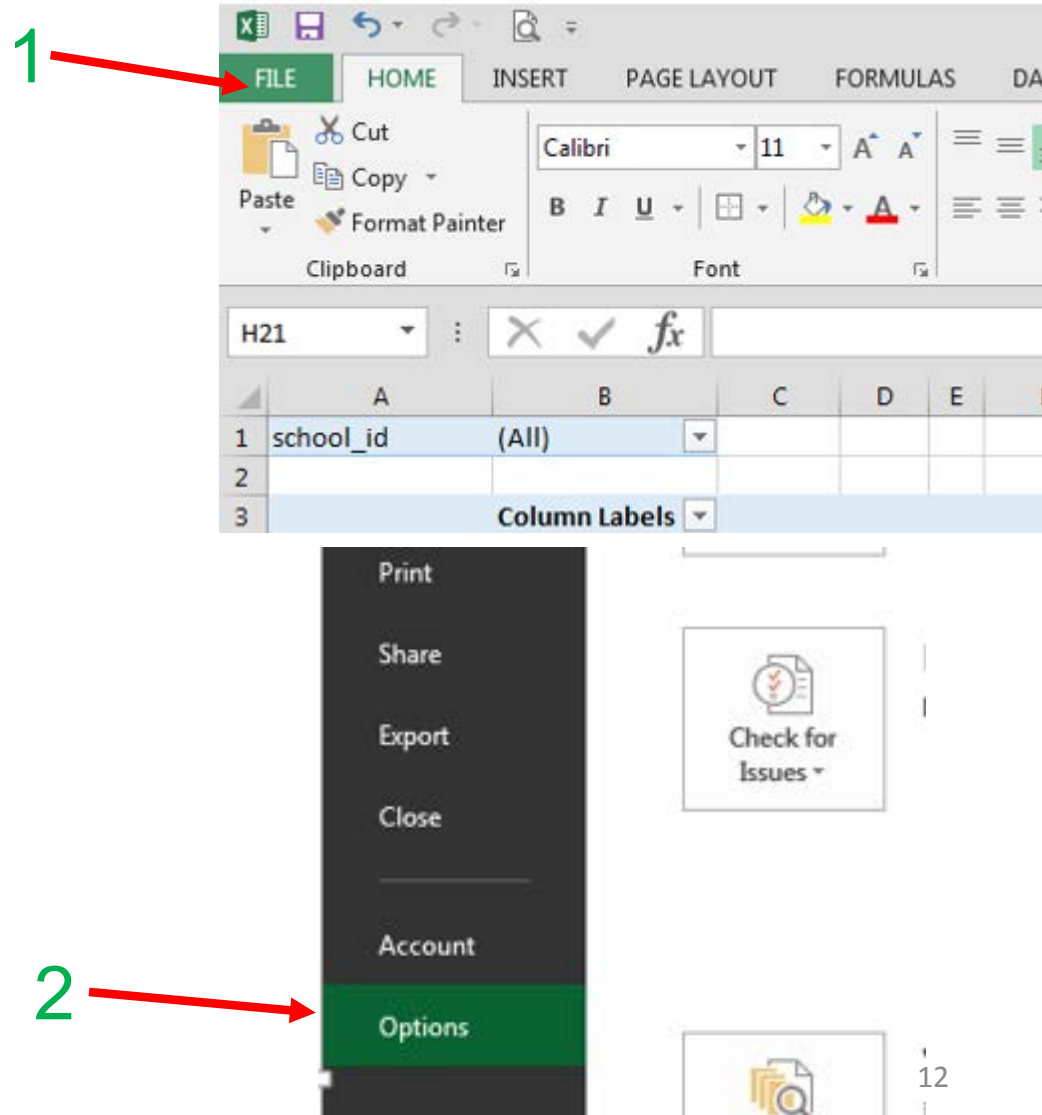 1
FILE HOME INSERT PAGE LAYOUT FORMULAS DA
Cut
Copy
Paste
Format Painter
Calibri 11 A A
B I U A
Clipboard Font
H21 fx
A B C D E
1 school_id (All)
2
3 Column Labels
Print
Share
Export
Close
Check for
Issues
Account
2
Options
12